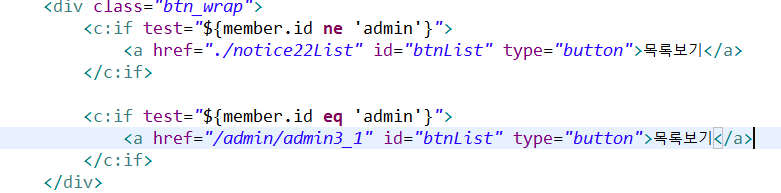 <div class="btn_wrap">
<c:if test="${member.id ne 'admin'}">
<a href="./notice22List" id="btnList" type="button">목록보기</a>
</c:if>
<c:if test="${member.id eq 'admin'}">
<a href="/admin/admin3_1" id="btnList" type="button">목록보기</a>
</c:if>
</div>